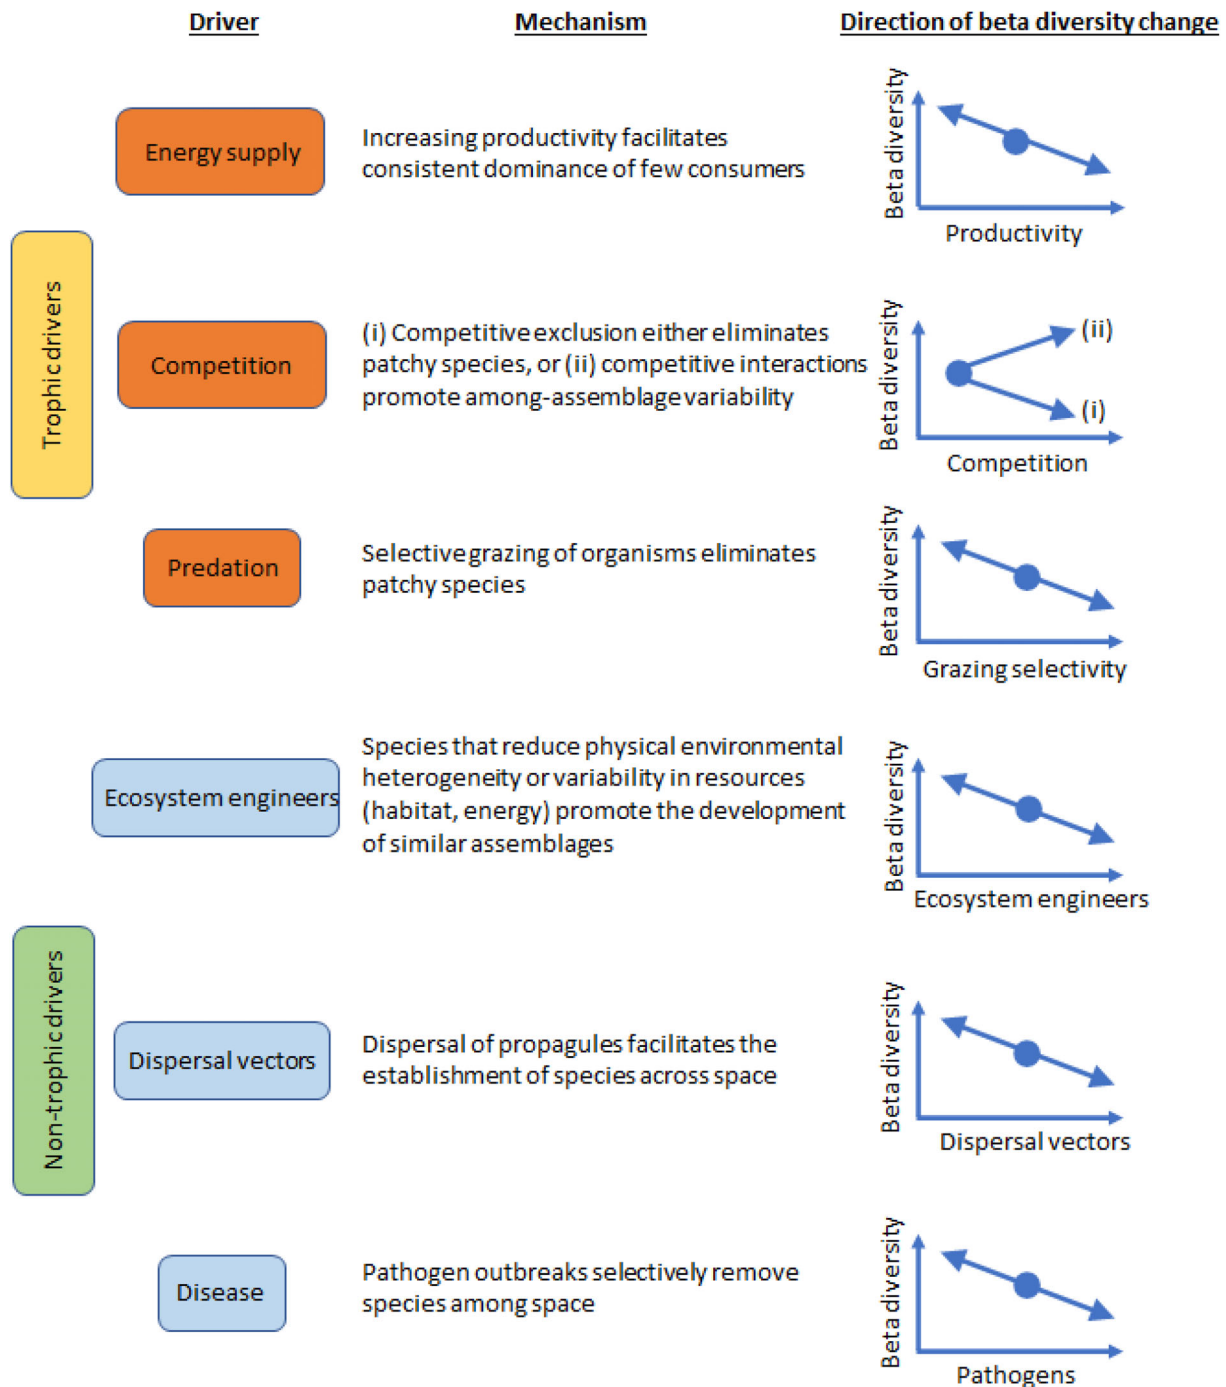 Driver
Mechanism
Direction of beta diversity change
Trophic drivers
Energy supply
Increasing productivity facilitates
consistent dominance of few consumers
Beta diversity
Productivity
Competition
(i) Competitive exclusion either eliminates
patchy species, or (ii) competitive interactions
promote among-assemblage variability
Beta diversity
(ii)
(i)
Competition
Predation
Selective grazing of organisms eliminates
patchy species
Beta diversity
Grazing selectivity
Non-trophic drivers
Ecosystem engineers
Species that reduce physical environmental
heterogeneity or variability in resources
(habitat, energy) promote the development
of similar assemblages
Beta diversity
Ecosystem engineers
Dispersal vectors
Dispersal of propagules facilitates the
establishment of species across space
Beta diversity
Dispersal vectors
Disease
Pathogen outbreaks selectively remove
species among space
Beta diversity
Pathogens